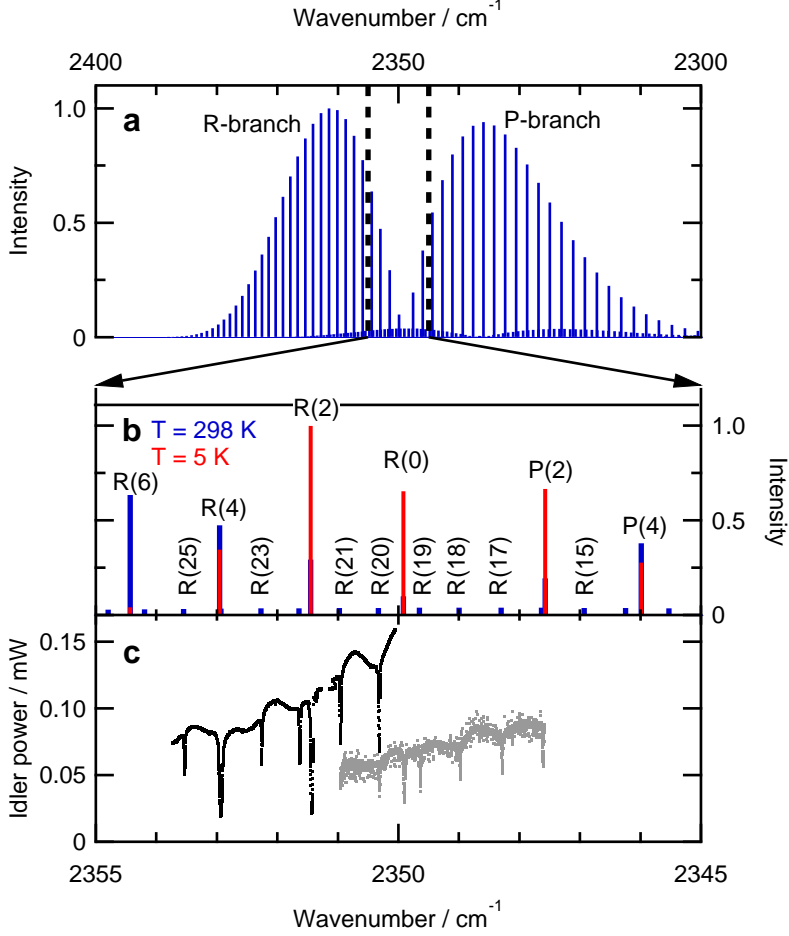 Wavenumber / cm⁻¹
2400
2350
2300
a
R-branch
P-branch
Intensity
1.0
0.5
0
b
T = 298 K
T = 5 K
R(6)
R(4)
R(2)
R(0)
P(2)
P(4)
R(25)
R(23)
R(21)
R(20)
R(19)
R(18)
R(17)
R(15)
1.0
0.5
0
Intensity
c
Idler power / mW
0.15
0.10
0.05
0
2355
2350
2345
Wavenumber / cm⁻¹